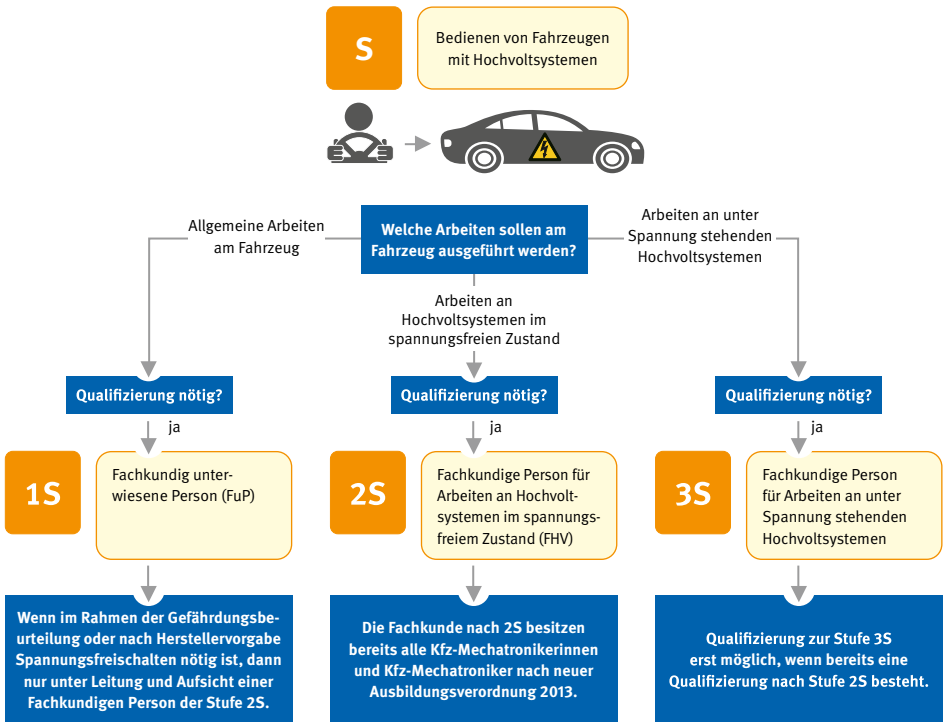 S
Bedienen von Fahrzeugen
mit Hochvoltsystemen
Allgemeine Arbeiten
am Fahrzeug
Welche Arbeiten sollen am
Fahrzeug ausgeführt werden?
Arbeiten an unter
Spannung stehenden
Hochvoltsystemen
Arbeiten an
Hochvoltsystemen im
spannungsfreien Zustand
Qualifizierung nötig?
Qualifizierung nötig?
Qualifizierung nötig?
ja
ja
ja
1S
Fachkundig unter-
wiesene Person (FuP)
2S
Fachkundige Person für
Arbeiten an Hochvolt-
systemen im spannungs-
freiem Zustand (FHV)
3S
Fachkundige Person
für Arbeiten an unter
Spannung stehenden
Hochvoltsystemen
Wenn im Rahmen der Gefährdungsbe-
urteilung oder nach Herstellervorgabe
Spannungsfreischalten nötig ist, dann
nur unter Leitung und Aufsicht einer
Fachkundigen Person der Stufe 2S.
Die Fachkunde nach 2S besitzen
bereits alle Kfz-Mechatronikerinnen
und Kfz-Mechatroniker nach neuer
Ausbildungsverordnung 2013.
Qualifizierung zur Stufe 3S
erst möglich, wenn bereits eine
Qualifizierung nach Stufe 2S besteht.